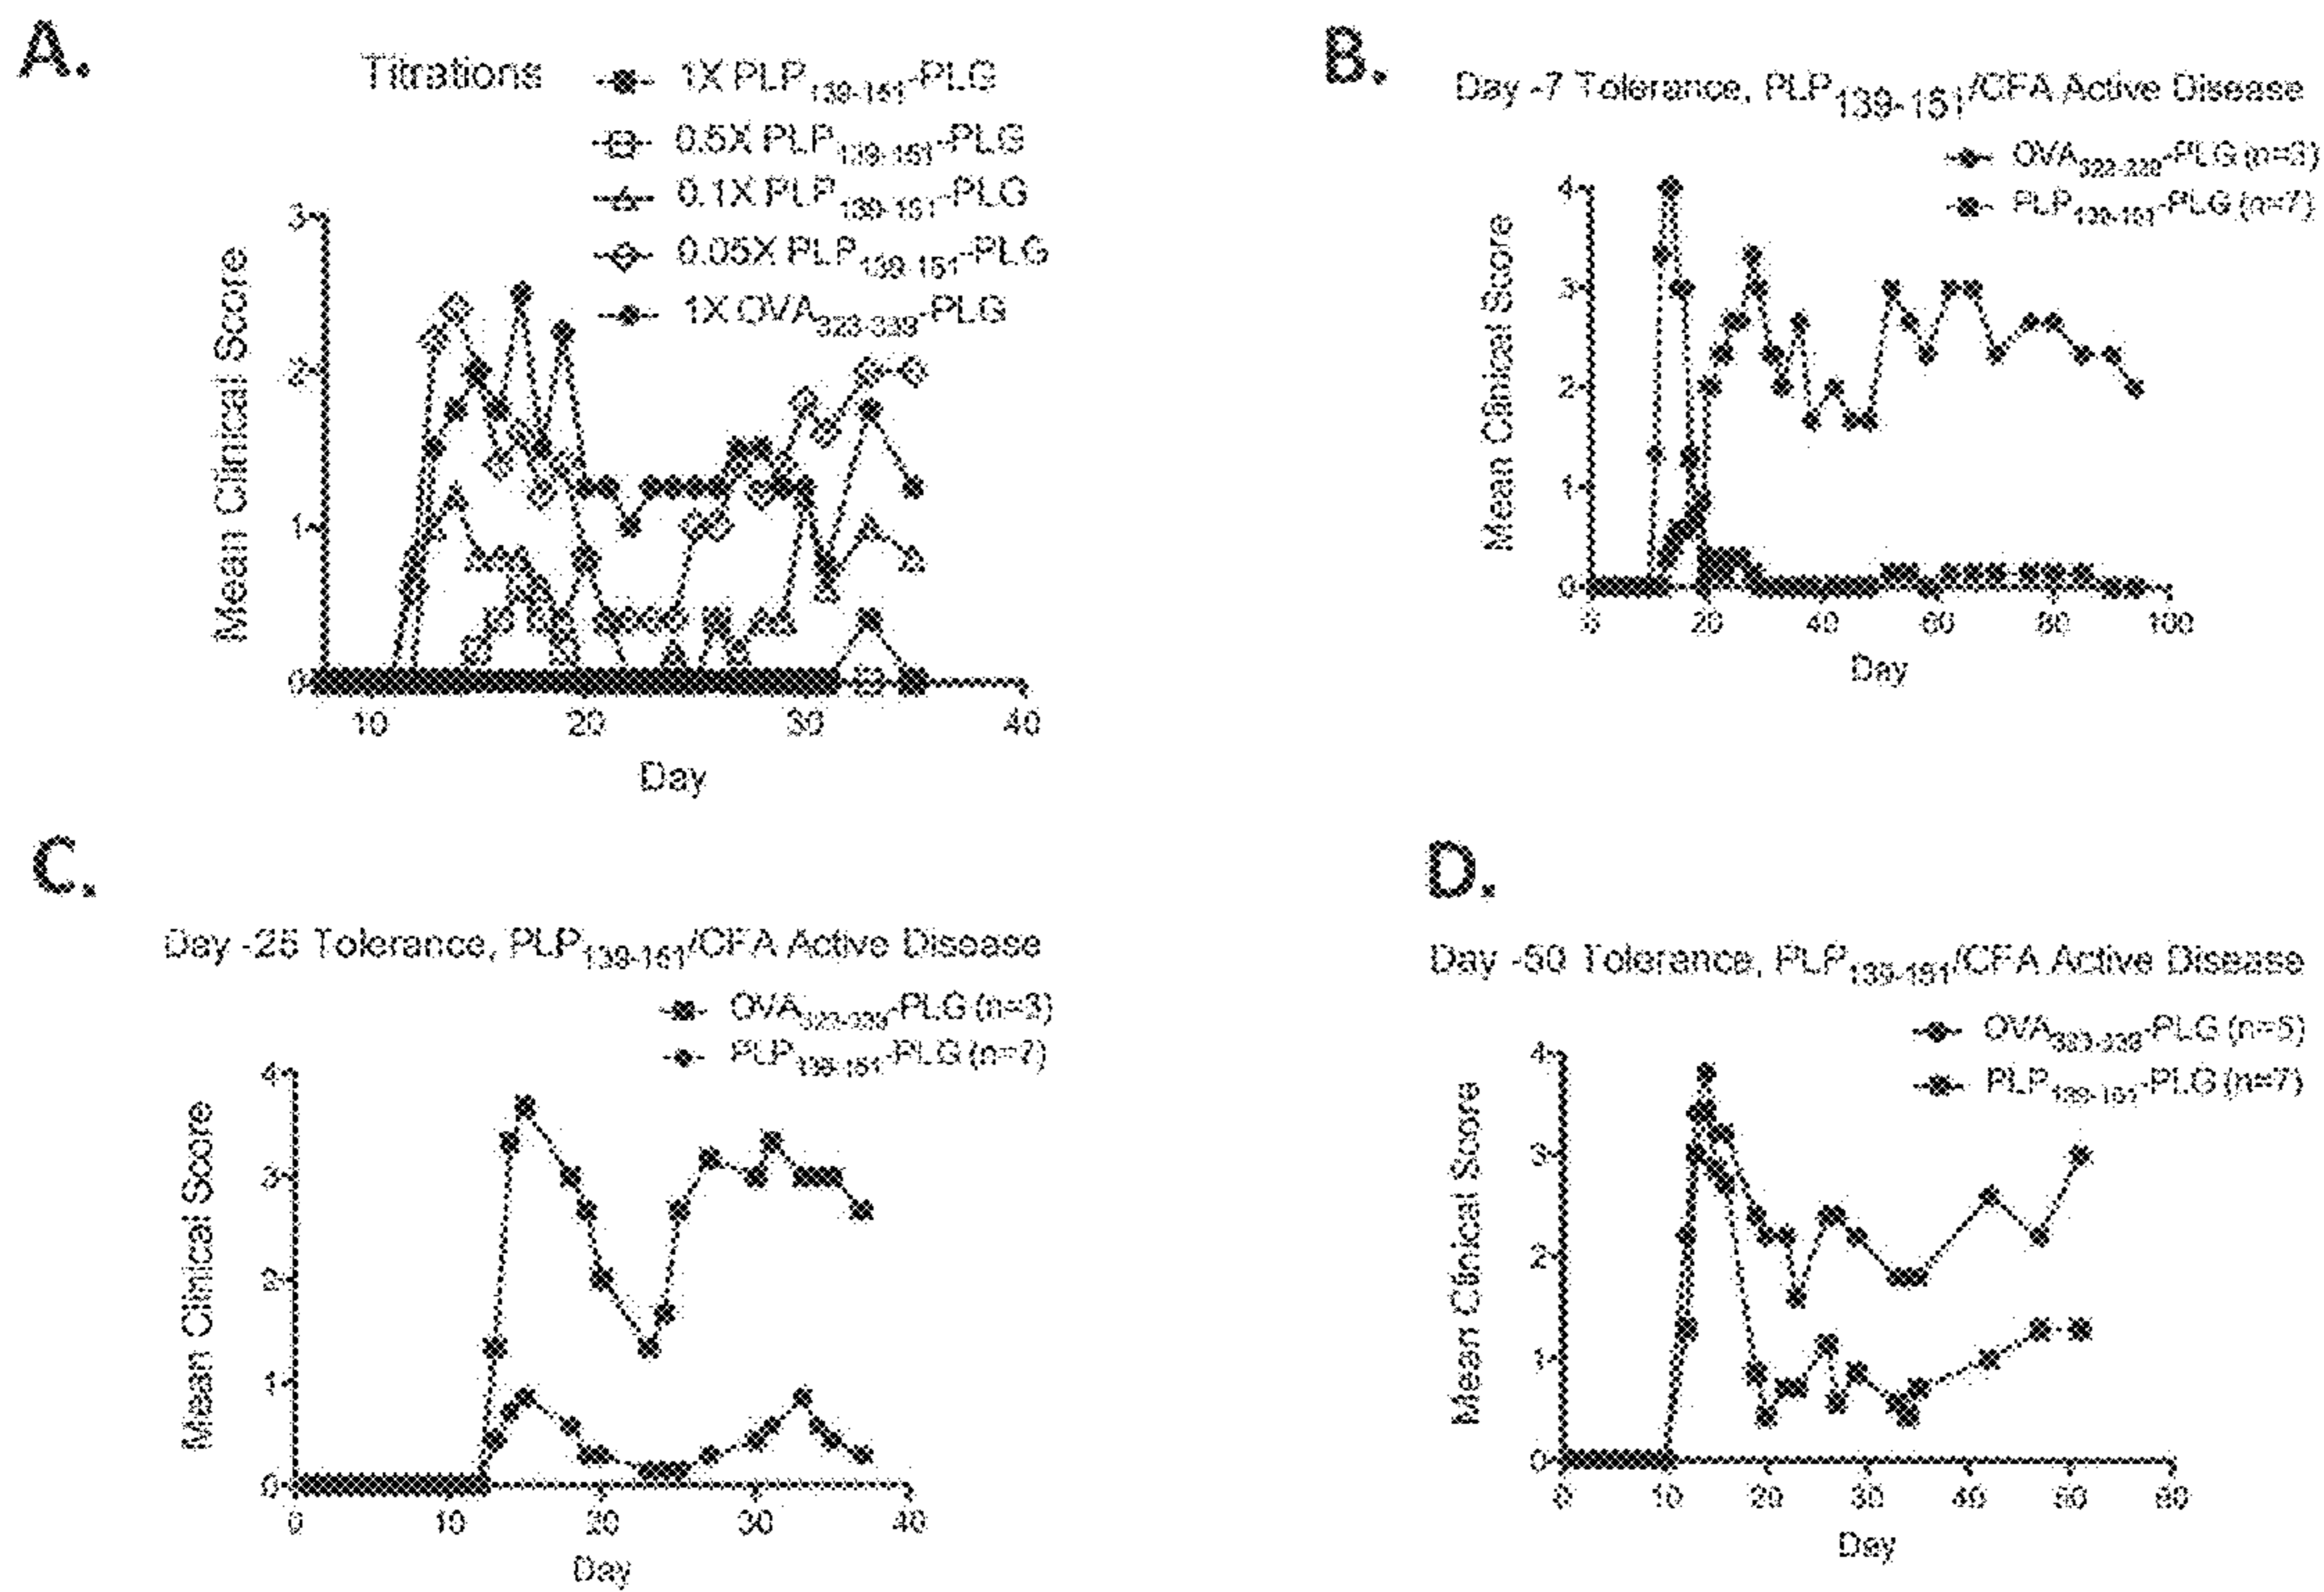 A.
Titrations
1X PLP139-151-PLG
0.5X PLP139-151-PLG
0.1X PLP139-151-PLG
0.05X PLP139-151-PLG
1X OVA323-339-PLG
Mean Clinical Score
3
2
1
0
10 20 30 40
Day
B.
Day -7 Tolerance, PLP139-151/CFA Active Disease
OVA323-339-PLG (n=3)
PLP139-151-PLG (n=7)
Mean Clinical Score
4
3
2
1
0
0 20 40 60 80 100
Day
C.
Day -25 Tolerance, PLP139-151/CFA Active Disease
OVA323-339-PLG (n=3)
PLP139-151-PLG (n=7)
Mean Clinical Score
4
3
2
1
0
0 10 20 30 40
Day
D.
Day -50 Tolerance, PLP139-151/CFA Active Disease
OVA323-339-PLG (n=5)
PLP139-151-PLG (n=7)
Mean Clinical Score
4
3
2
1
0
0 10 20 30 40 50 60
Day